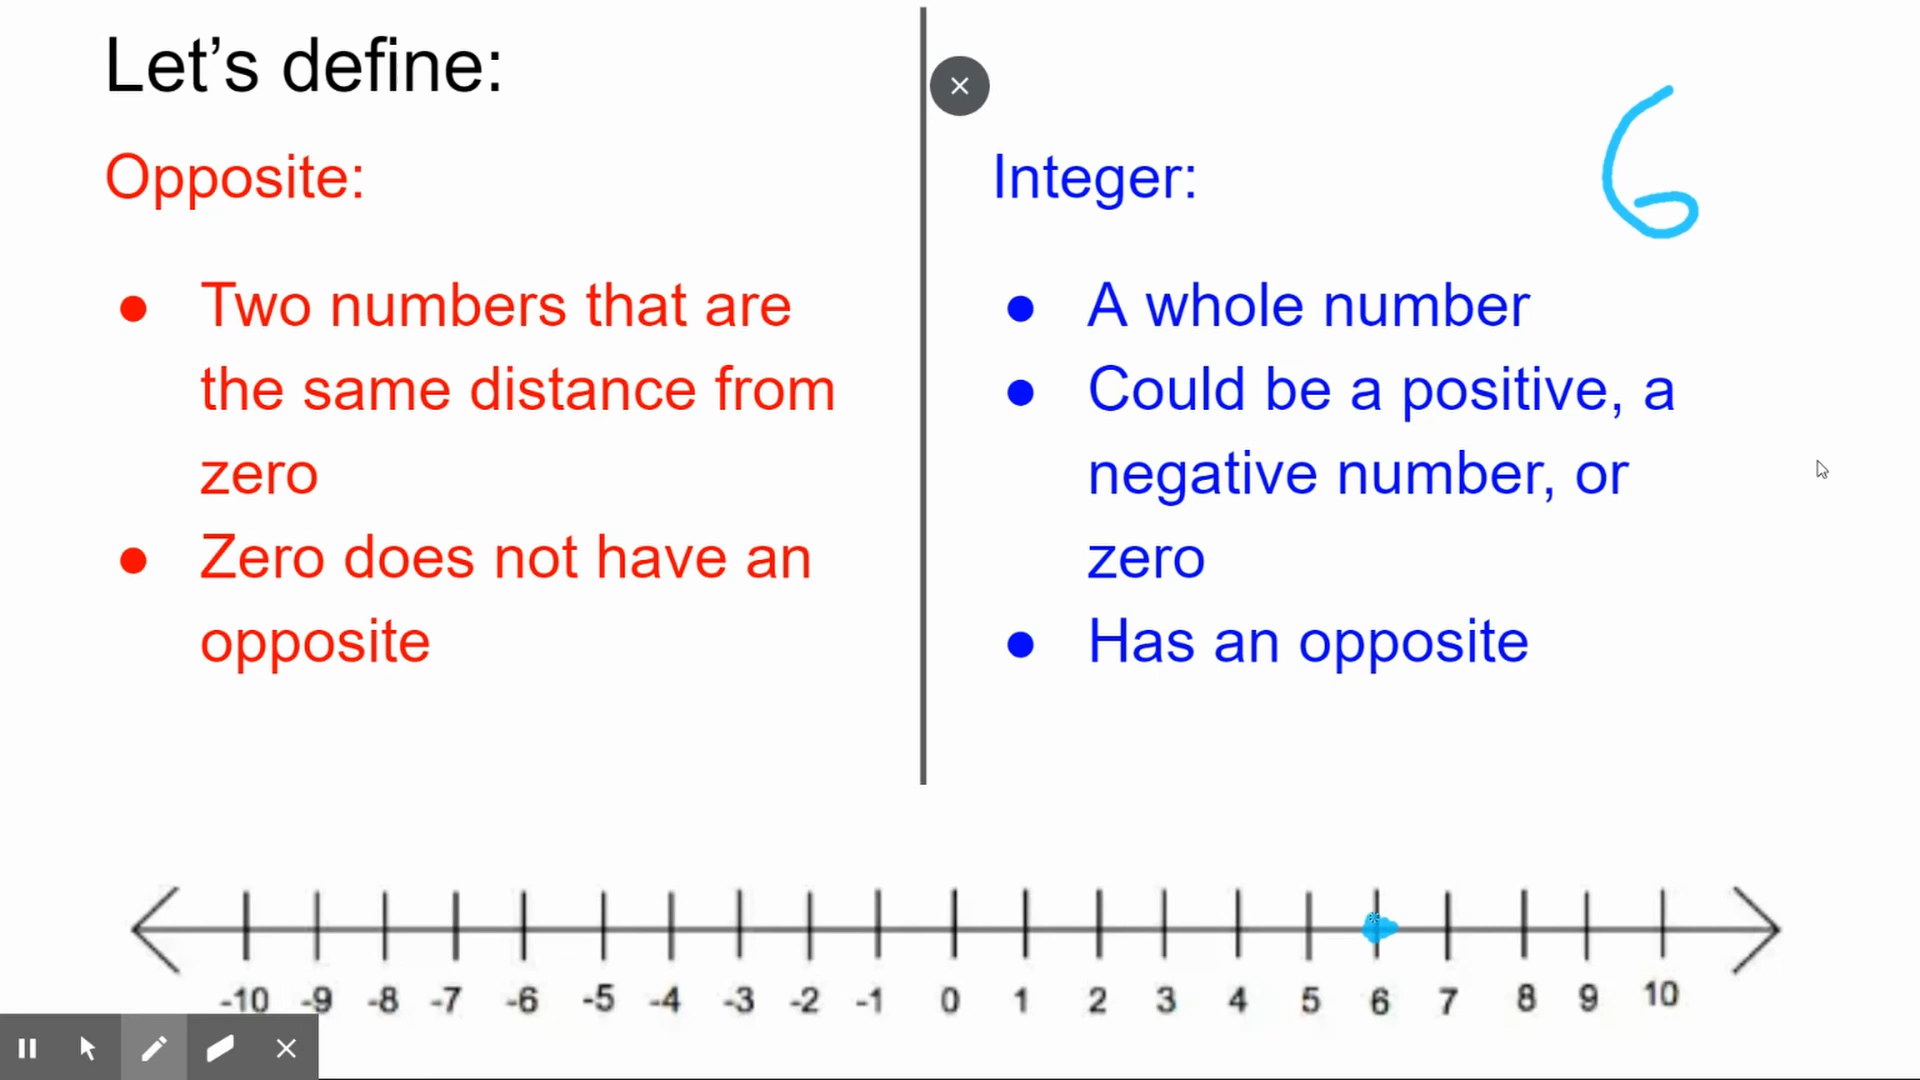 Let’s define:
Opposite:
● Two numbers that are
the same distance from
zero
● Zero does not have an
opposite
Integer:
6
● A whole number
● Could be a positive, a
negative number, or
zero
● Has an opposite
-10 -9 -8 -7 -6 -5 -4 -3 -2 -1 0 1 2 3 4 5 6 7 8 9 10